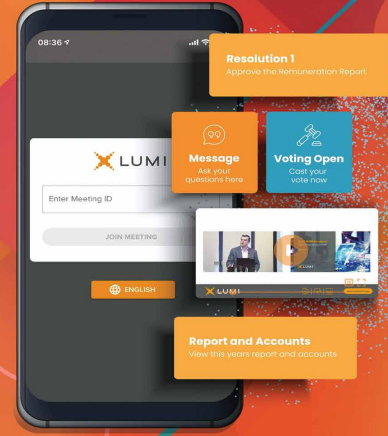 08:36
Resolution 1
Approve the Remuneration Report
LUMI
Message
Ask your
questions here
Voting Open
Cast your
vote now
Enter Meeting ID
JOIN MEETING
ENGLISH
LUMI
LUMI
Report and Accounts
View this years report and accounts